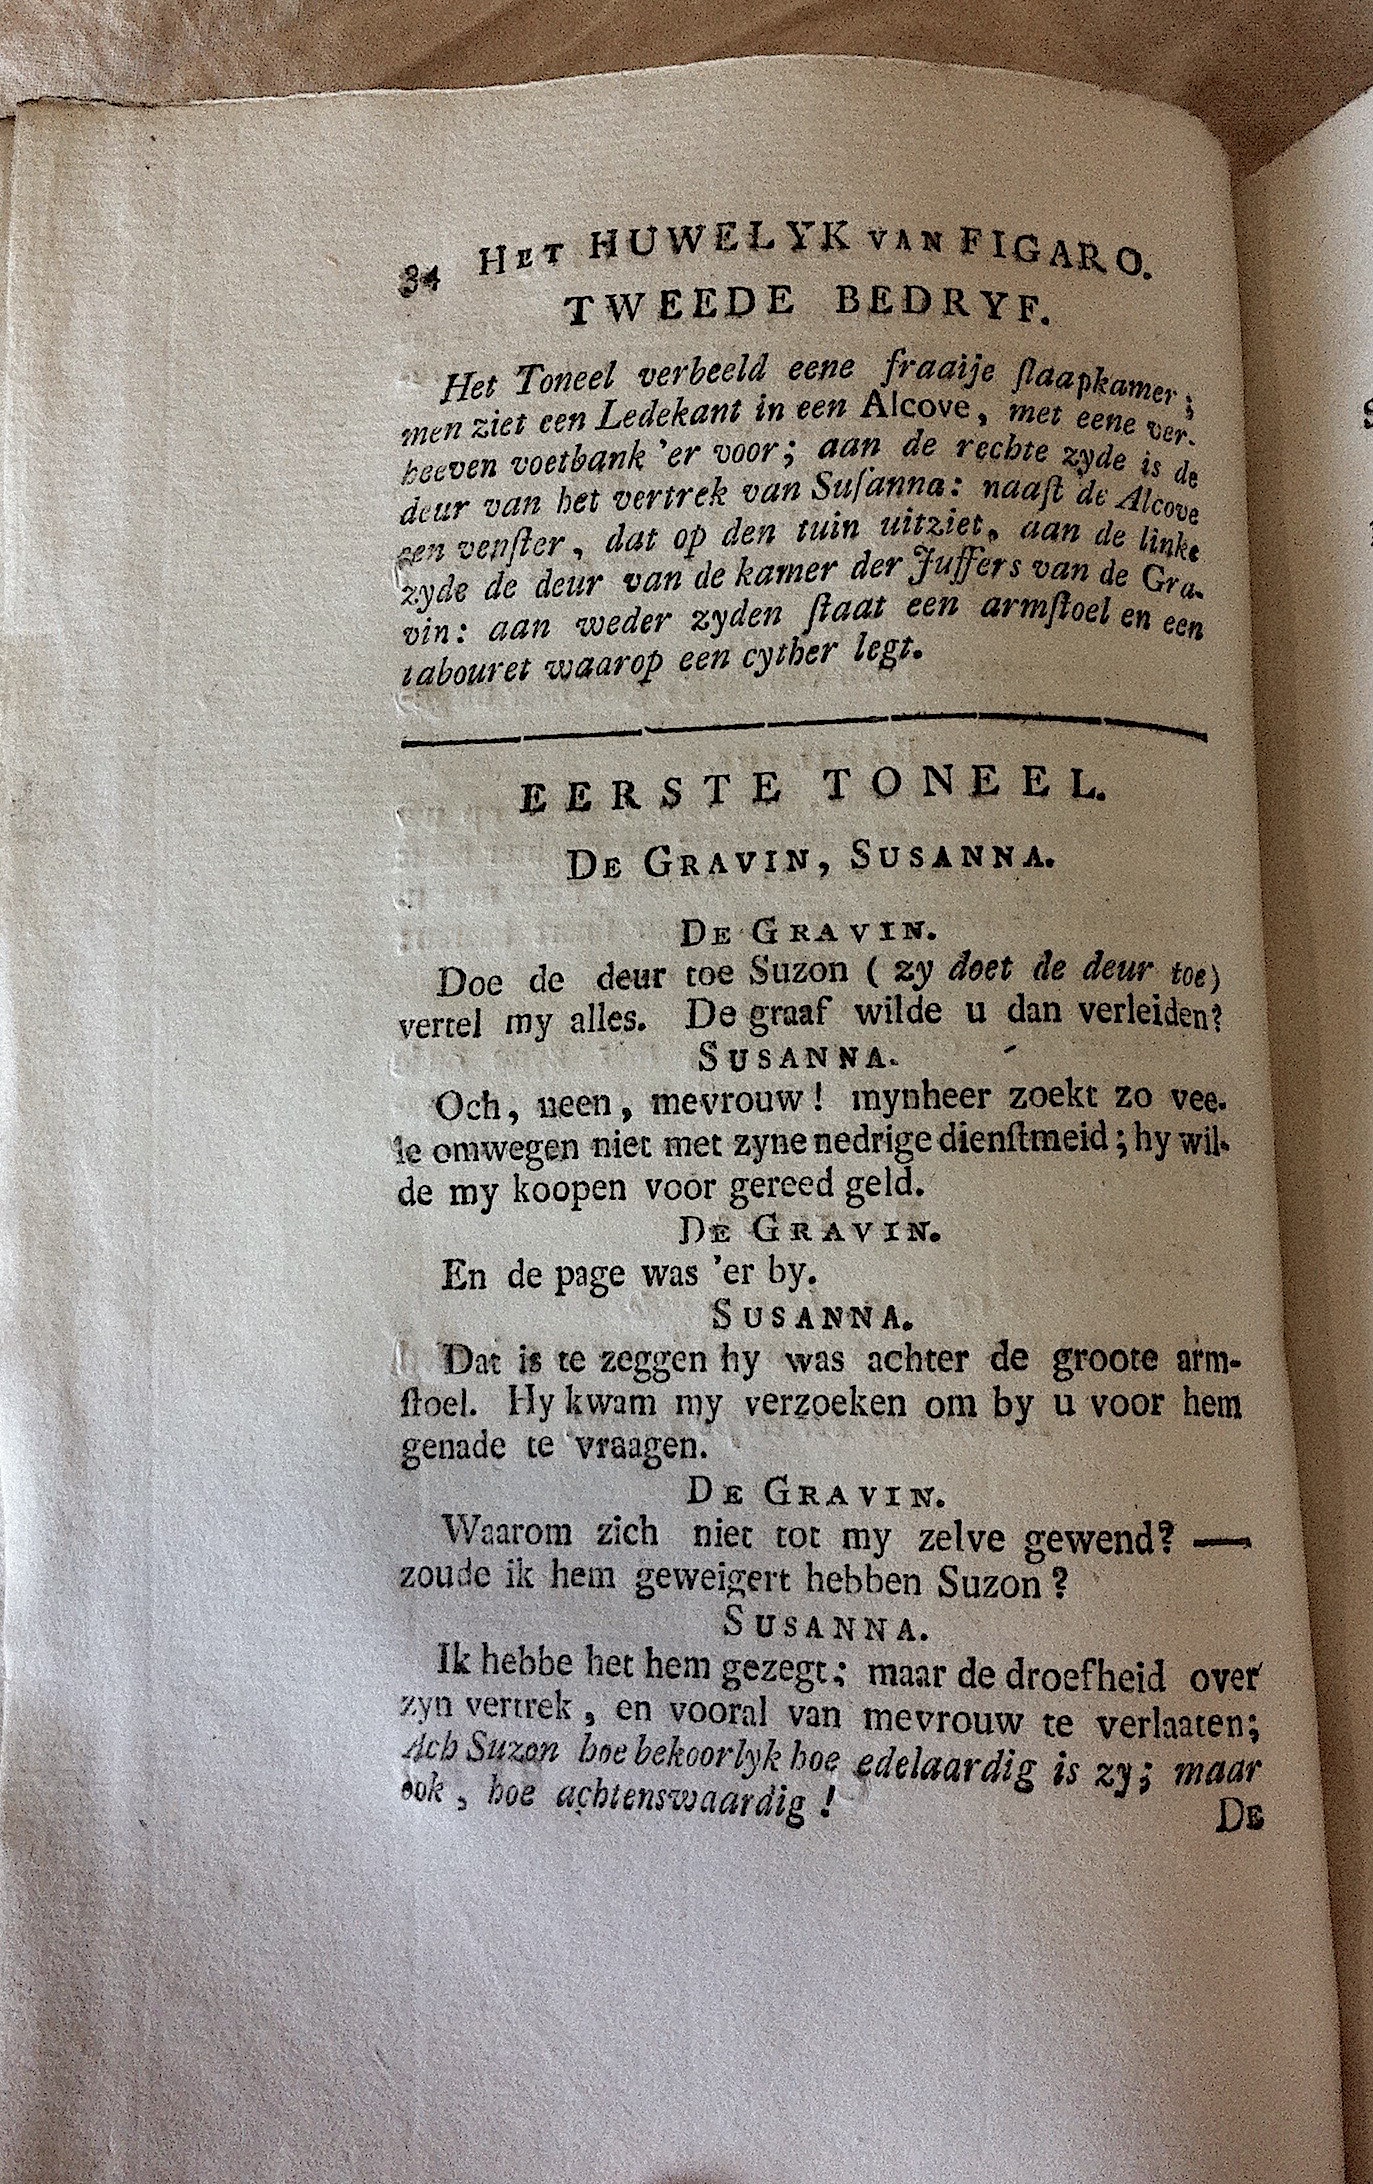 34 HET HUWELYK VAN FIGARO.
TWEEDE BEDRYF.
Het Toneel verbeeld eene fraaije ſlaapkamer;
men ziet een Ledekant in een Alcove, met eene ver-
heeven voetbank 'er voor; aan de rechte zyde is de
deur van het vertrek van Suſanna: naaſt de Alcove
een venſter, dat op den tuin uitziet, aan de linke
zyde de deur van de kamer der Juffers van de Gra-
vin: aan weder zyden ſtaat een armſtoel en een
tabouret waarop een cyther legt.
EERSTE TONEEL.
DE GRAVIN, SUSANNA.
DE GRAVIN.
Doe de deur toe Suzon (zy doet de deur toe)
vertel my alles. De graaf wilde u dan verleiden?
SUSANNA.
Och, neen, mevrouw! mynheer zoekt zo vee-
le omwegen niet met zyne nedrige dienſtmeid; hy wil-
de my koopen voor gereed geld.
DE GRAVIN.
En de page was 'er by.
SUSANNA.
Dat is te zeggen hy was achter de groote arm-
ſtoel. Hy kwam my verzoeken om by u voor hem
genade te vraagen.
DE GRAVIN.
Waarom zich niet tot my zelve gewend? —
zoude ik hem geweigert hebben Suzon?
SUSANNA.
Ik hebbe het hem gezegt; maar de droefheid over
zyn vertrek, en vooral van mevrouw te verlaaten;
Ach Suzon hoe bekoorlyk hoe edelaardig is zy; maar
ook, hoe achtenswaardig!
DE